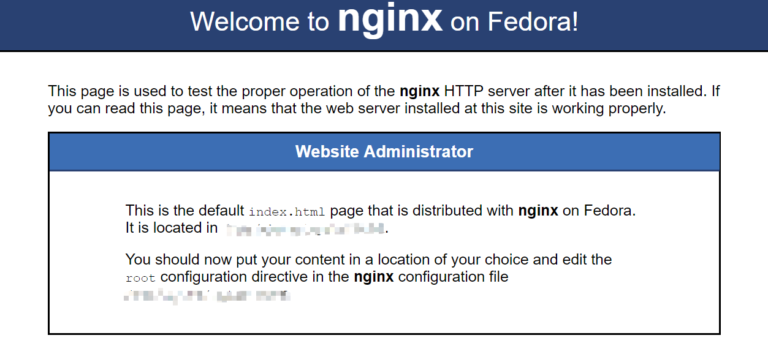 Welcome to nginx on Fedora!
This page is used to test the proper operation of the nginx HTTP server after it has been installed. If
you can read this page, it means that the web server installed at this site is working properly.
Website Administrator
This is the default index.html page that is distributed with nginx on Fedora.
It is located in
You should now put your content in a location of your choice and edit the
root configuration directive in the nginx configuration file